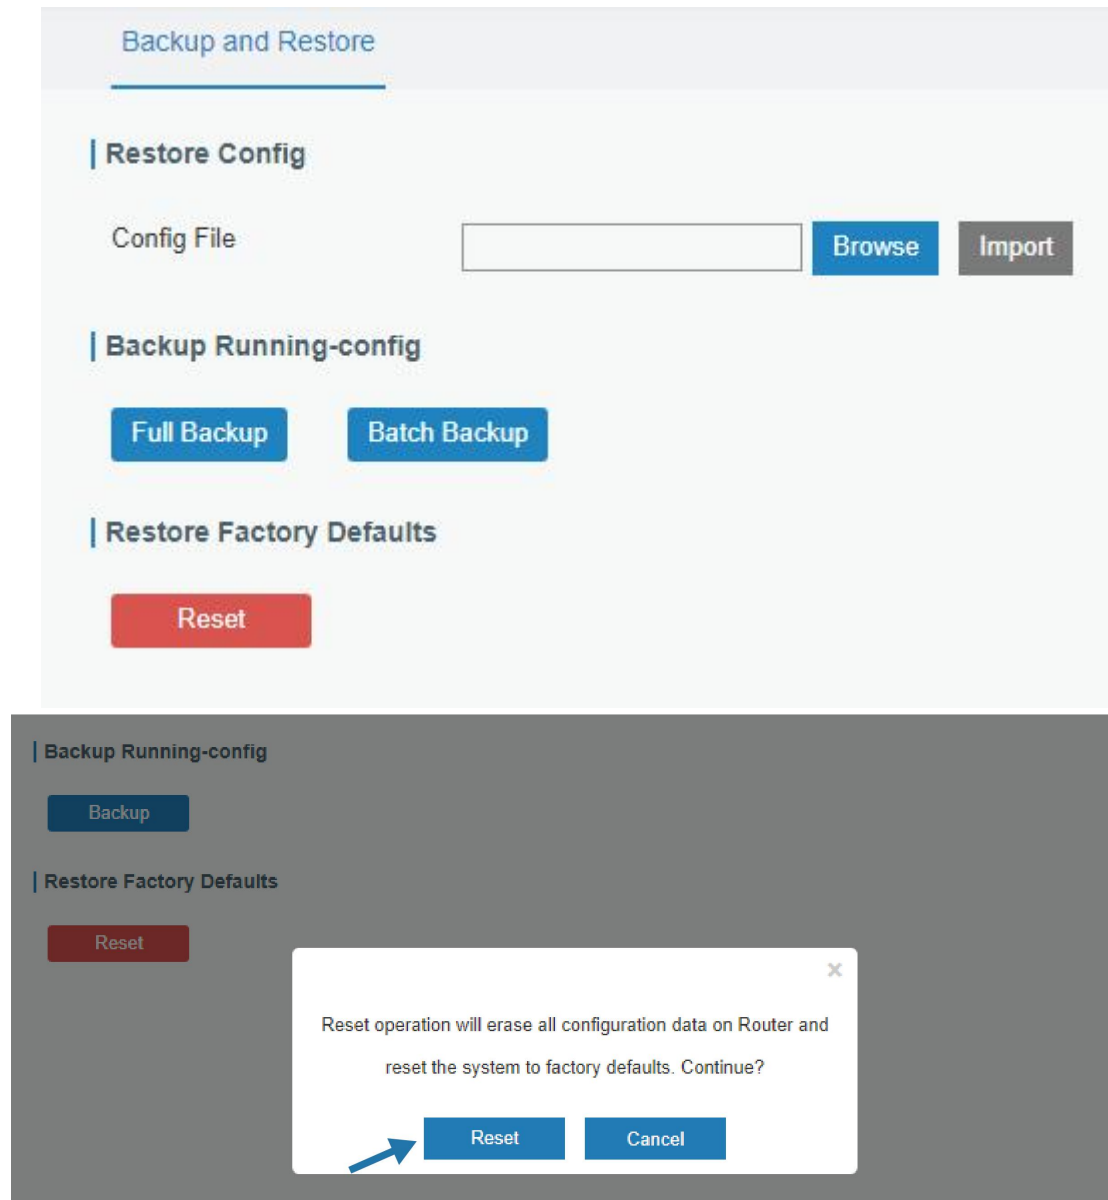 Backup and Restore
Restore Config
Config File
Browse
Import
Backup Running-config
Full Backup
Batch Backup
Restore Factory Defaults
Reset
Backup Running-config
Backup
Restore Factory Defaults
Reset
×
Reset operation will erase all configuration data on Router and
reset the system to factory defaults. Continue?
Reset
Cancel